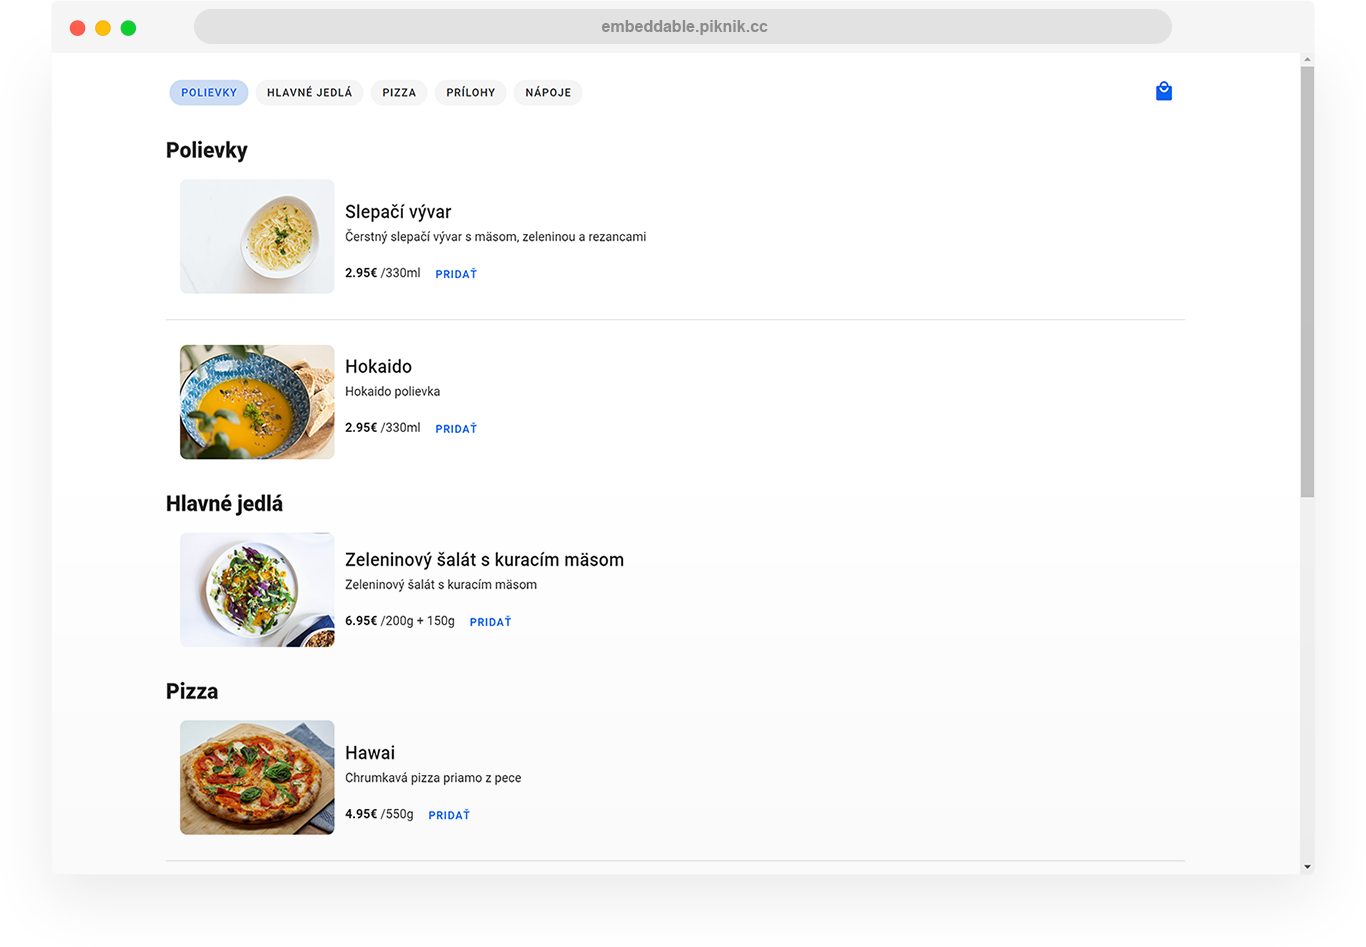 embeddable.piknik.cc
POLIEVKY HLAVNÉ JEDLÁ PIZZA PRÍLOHY NÁPOJE
Polievky
Slepačí vývar
Čerstný slepačí vývar s mäsom, zeleninou a rezancami
2.95€ /330ml PRIDAŤ
Hokaido
Hokaido polievka
2.95€ /330ml PRIDAŤ
Hlavné jedlá
Zeleninový šalát s kuracím mäsom
Zeleninový šalát s kuracím mäsom
6.95€ /200g + 150g PRIDAŤ
Pizza
Hawai
Chrumkavá pizza priamo z pece
4.95€ /550g PRIDAŤ